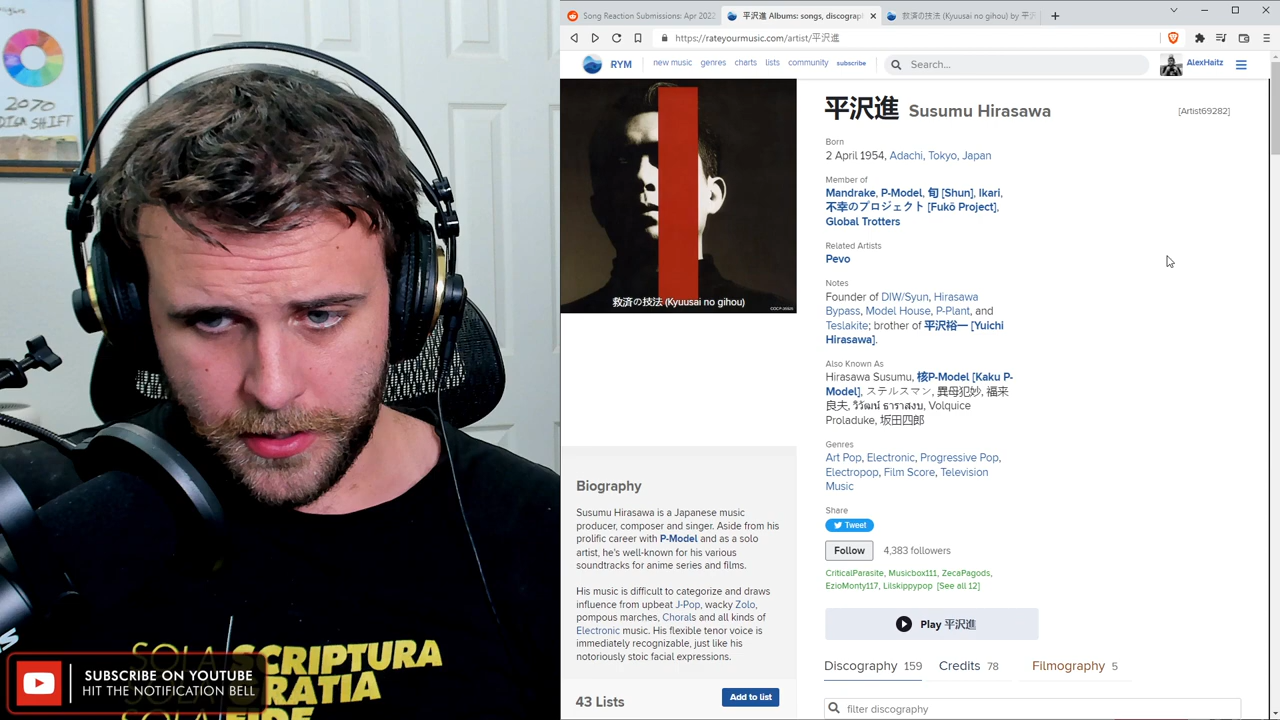 2070
DIGA SHIFT
SOLA SCRIPTURA
SOLA GRATIA
SOLA FIDE
SUBSCRIBE ON YOUTUBE
HIT THE NOTIFICATION BELL
Song Reaction Submissions: Apr 2022
平沢進 Albums: songs, discograp
救済の技法 (Kyuusai no gihou) by 平
https://rateyourmusic.com/artist/平沢進
RYM
new music genres charts lists community subscribe
Search...
AlexHaitz
救済の技法 (Kyuusai no gihou)
平沢進 Susumu Hirasawa
[Artist69282]
Born
2 April 1954, Adachi, Tokyo, Japan
Member of
Mandrake, P-Model, 旬 [Shun], Ikari,
不幸のプロジェクト [Fukō Project],
Global Trotters
Related Artists
Pevo
Notes
Founder of DIW/Syun, Hirasawa
Bypass, Model House, P-Plant, and
Teslakite; brother of 平沢裕一 [Yuichi
Hirasawa].
Also Known As
Hirasawa Susumu, 核P-Model [Kaku P-
Model], ステルスマン, 異母犯妙, 福来
良夫, วิวัฒน์ ธาราสงบ, Volquice
Proladuke, 坂田四郎
Genres
Art Pop, Electronic, Progressive Pop,
Electropop, Film Score, Television
Music
Share
Tweet
Follow 4,383 followers
CriticalParasite, Musicbox111, ZecaPagods,
EzioMonty117, Lilskippypop [See all 12]
Play 平沢進
Discography 159 Credits 78 Filmography 5
filter discography
Biography
Susumu Hirasawa is a Japanese music
producer, composer and singer. Aside from his
prolific career with P-Model and as a solo
artist, he's well-known for his various
soundtracks for anime series and films.
His music is difficult to categorize and draws
influence from upbeat J-Pop, wacky Zolo,
pompous marches, Chorals and all kinds of
Electronic music. His flexible tenor voice is
immediately recognizable, just like his
notoriously stoic facial expressions.
43 Lists
Add to list